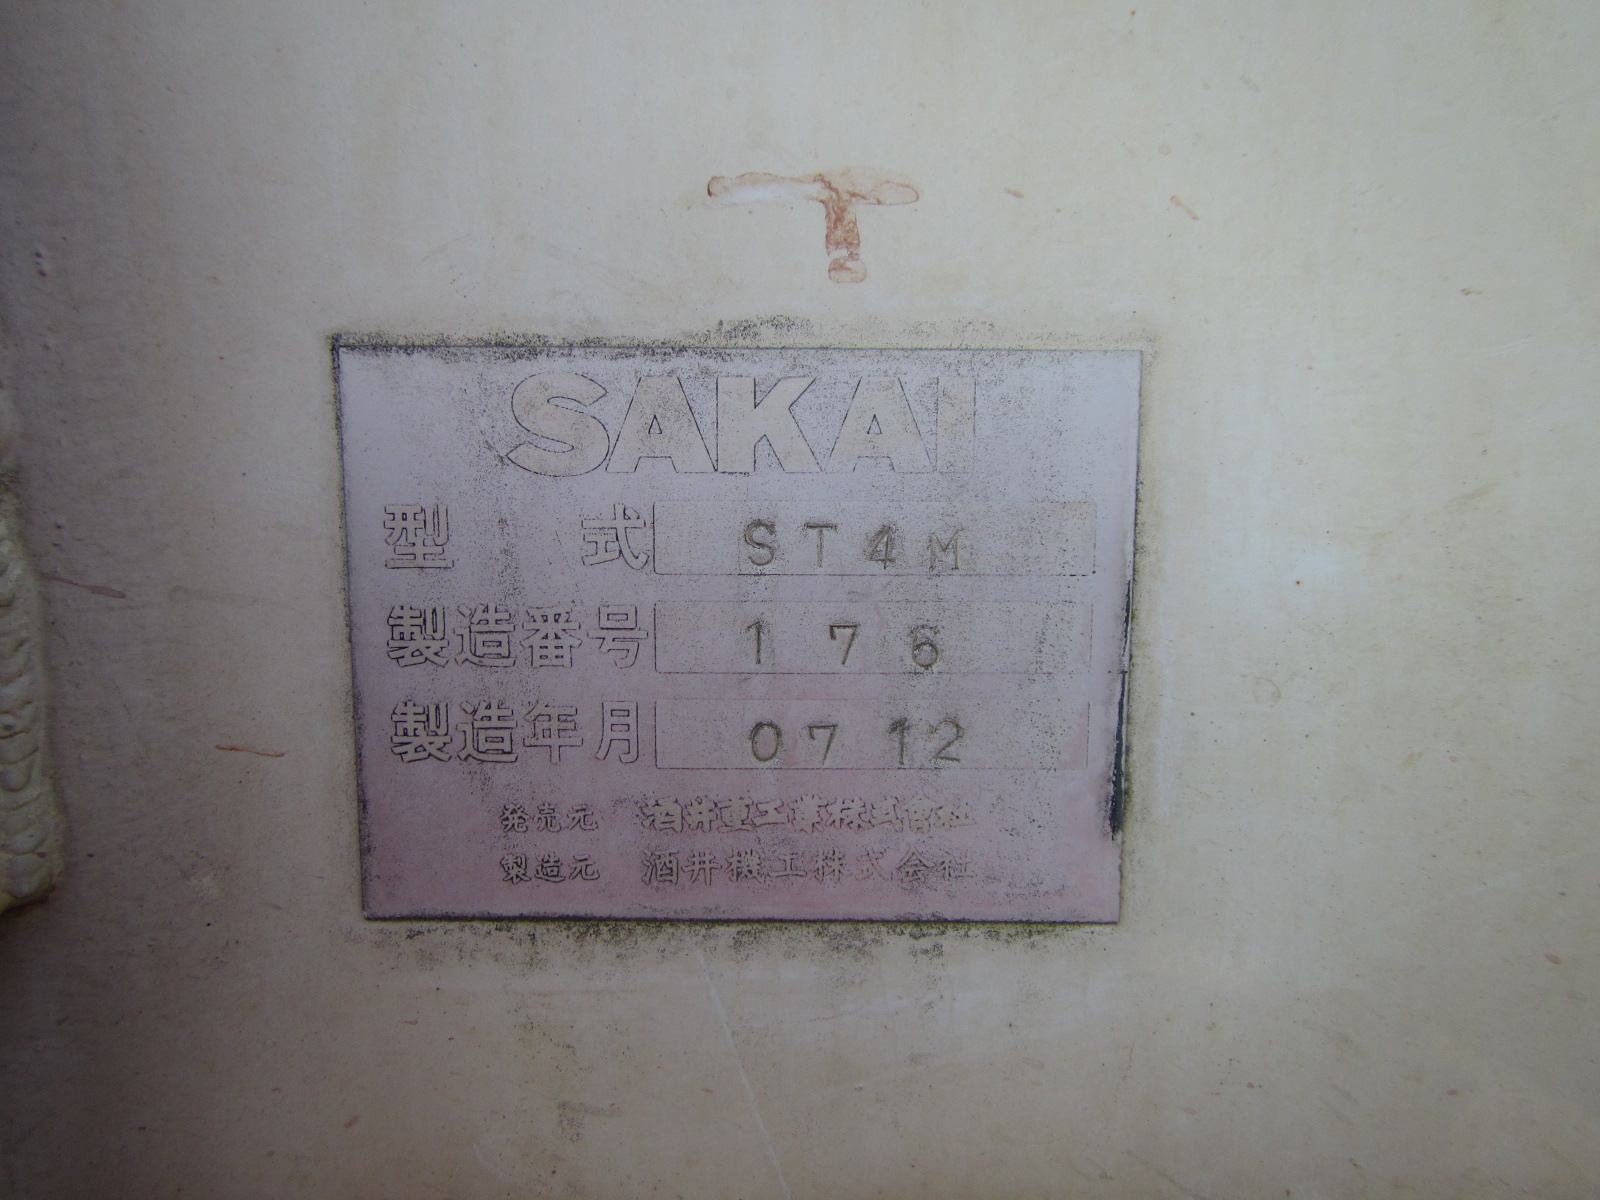 T
SAKAI
型 式 ST4M
製造番号 176
製造年月 07 12
発売元 酒井重工業株式會社
製造元 酒井機工株式会社